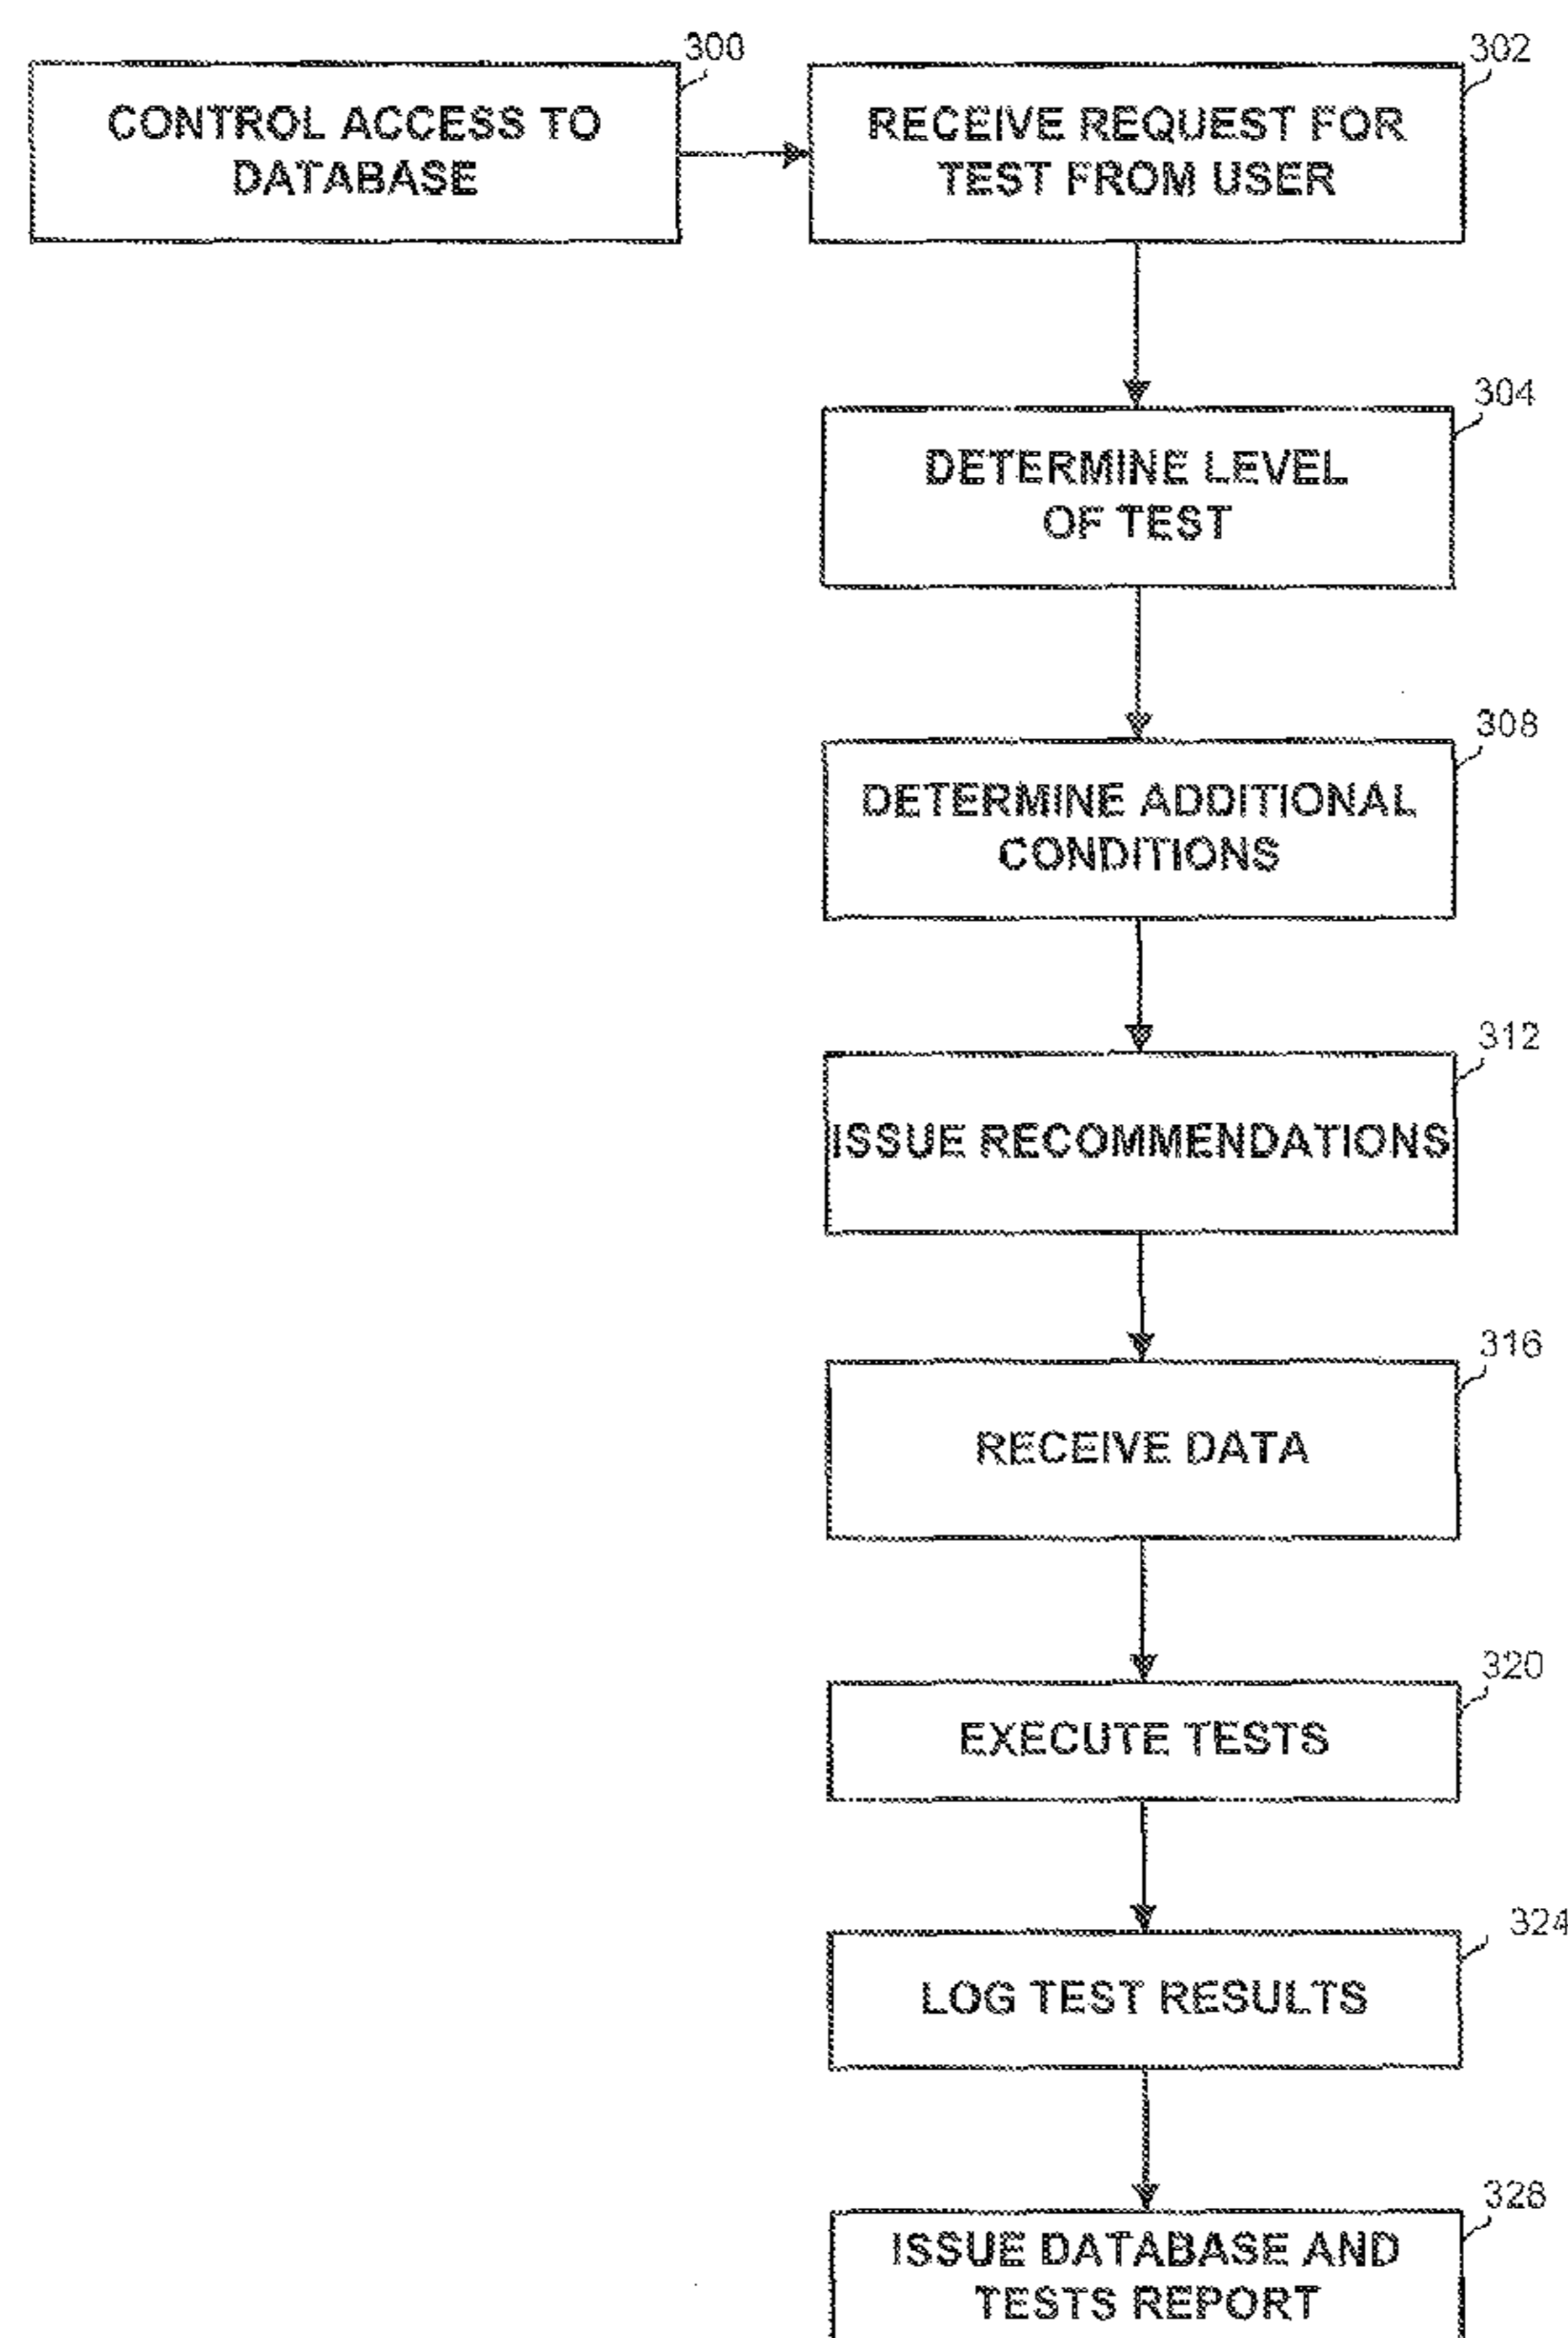 300
CONTROL ACCESS TO
DATABASE
302
RECEIVE REQUEST FOR
TEST FROM USER
304
DETERMINE LEVEL
OF TEST
308
DETERMINE ADDITIONAL
CONDITIONS
312
ISSUE RECOMMENDATIONS
316
RECEIVE DATA
320
EXECUTE TESTS
324
LOG TEST RESULTS
328
ISSUE DATABASE AND
TESTS REPORT